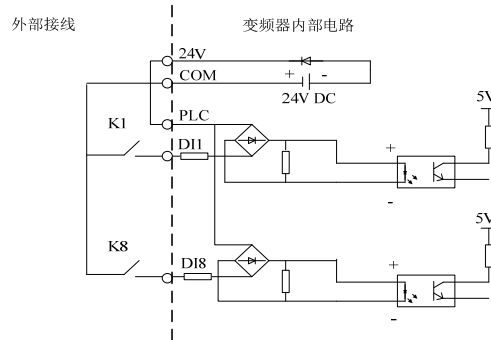 外部接线
变频器内部电路
24V
COM
+ -
24V DC
PLC
K1
DI1
+
-
5V
K8
DI8
+
-
5V